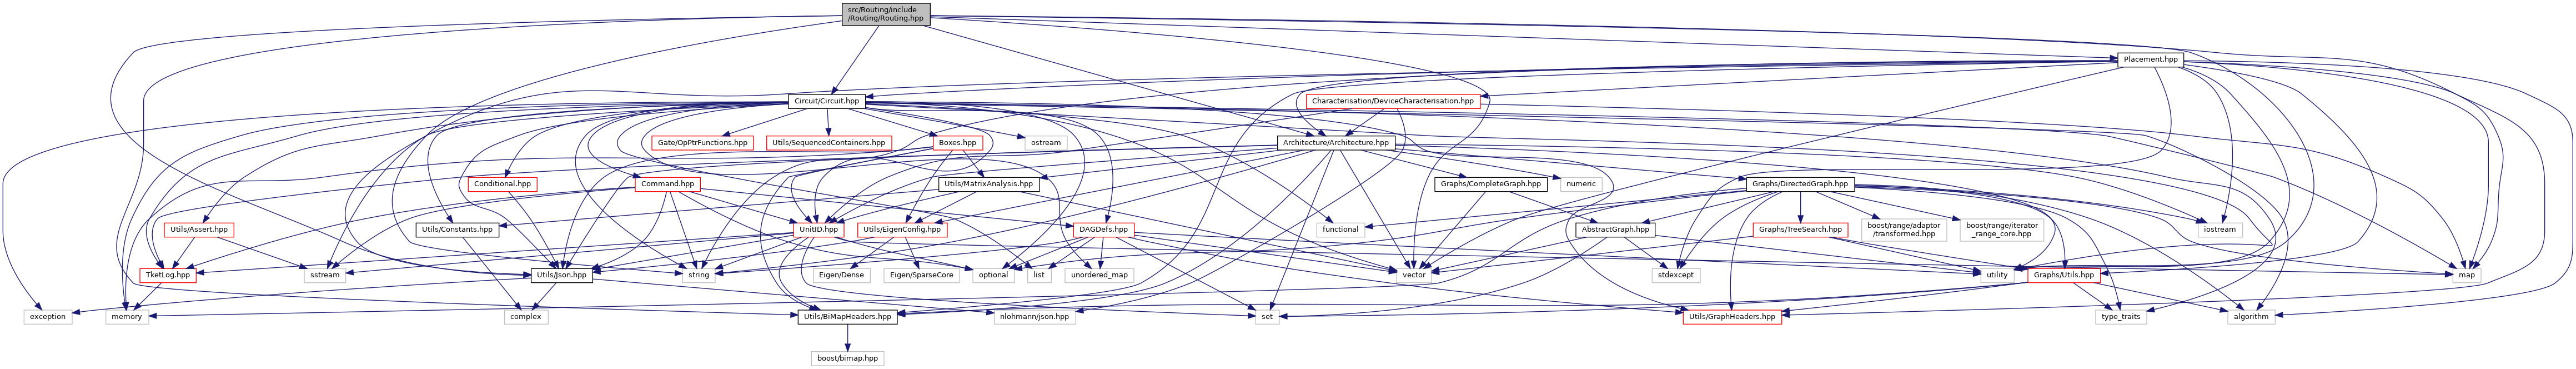 src/Routing/include
/Routing/Routing.hpp
Placement.hpp
Circuit/Circuit.hpp
Characterisation/DeviceCharacterisation.hpp
Gate/OpPtrFunctions.hpp
Utils/SequencedContainers.hpp
Boxes.hpp
ostream
Architecture/Architecture.hpp
Conditional.hpp
Command.hpp
Utils/MatrixAnalysis.hpp
Graphs/CompleteGraph.hpp
numeric
Graphs/DirectedGraph.hpp
Utils/Assert.hpp
Utils/Constants.hpp
UnitID.hpp
Utils/EigenConfig.hpp
DAGDefs.hpp
functional
AbstractGraph.hpp
Graphs/TreeSearch.hpp
boost/range/adaptor
/transformed.hpp
boost/range/iterator
_range_core.hpp
iostream
TketLog.hpp
sstream
Utils/Json.hpp
string
Eigen/Dense
Eigen/SparseCore
optional
list
unordered_map
vector
stdexcept
utility
Graphs/Utils.hpp
map
exception
memory
complex
Utils/BiMapHeaders.hpp
nlohmann/json.hpp
set
Utils/GraphHeaders.hpp
type_traits
algorithm
boost/bimap.hpp